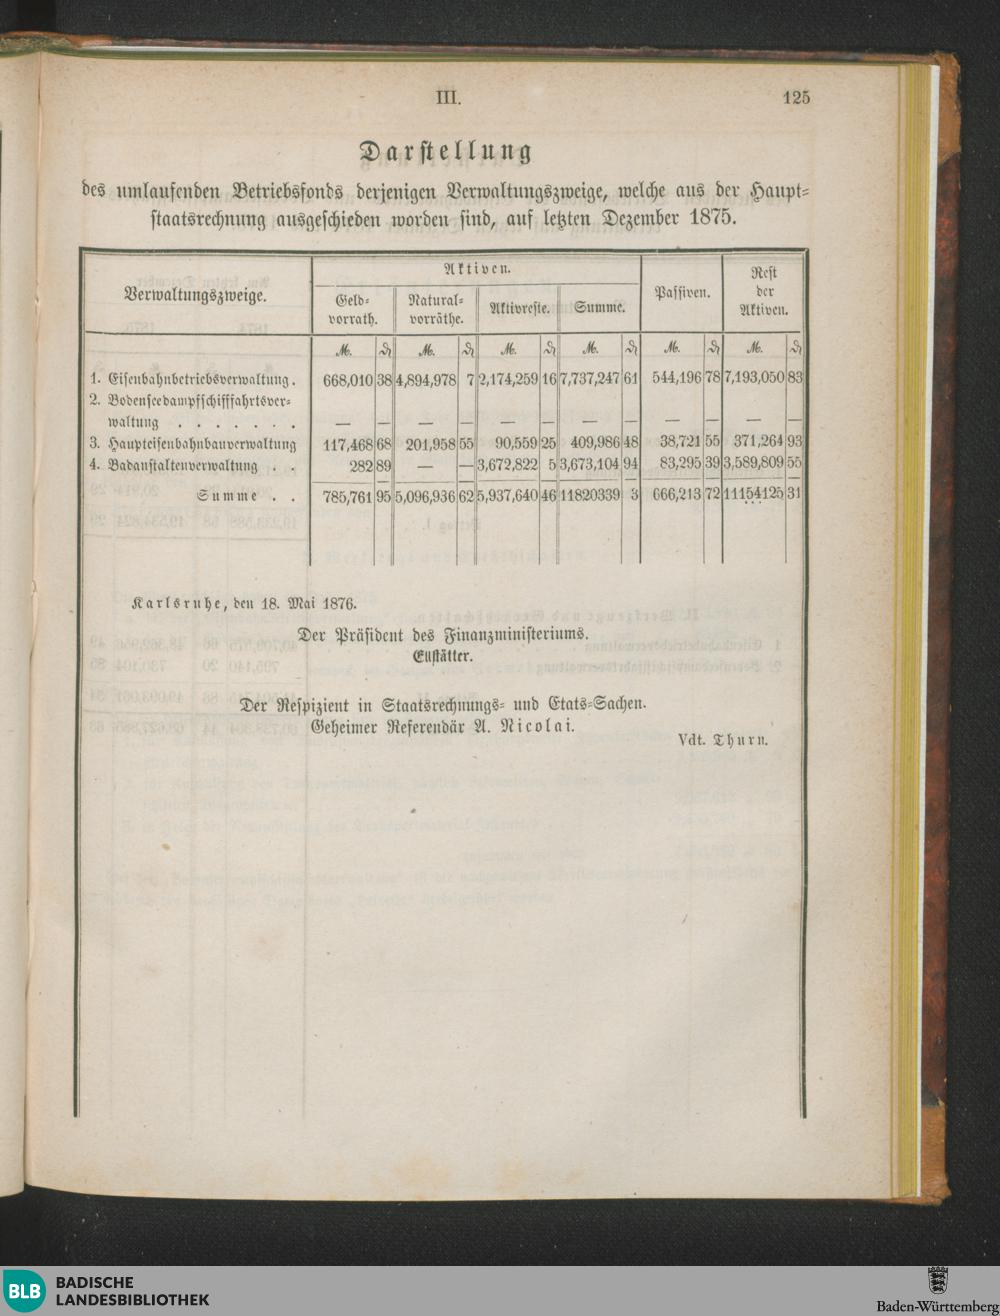 III. 125
Darstellung
des umlaufenden Betriebsfonds derjenigen Verwaltungszweige, welche aus der Haupt-
staatsrechnung ausgeschieden worden sind, auf letzten Dezember 1875.
Verwaltungszweige. Aktiven. Passiven. Rest der Aktiven.
Geld-vorrath. Natural-vorräthe. Aktivreste. Summe.
M. ₰ M. ₰ M. ₰ M. ₰ M. ₰ M. ₰
1. Eisenbahnbetriebsverwaltung. 668,010 38 4,894,978 7 2,174,259 16 7,737,247 61 544,196 78 7,193,050 83
2. Bodenseedampfschifffahrtsver-
waltung . . . . . . . — — — — — — — — — — — —
3. Haupteisenbahnbauverwaltung 117,468 68 201,958 55 90,559 25 409,986 48 38,721 55 371,264 93
4. Badanstaltenverwaltung . . 282 89 — — 3,672,822 5 3,673,104 94 83,295 39 3,589,809 55
Summe . . 785,761 95 5,096,936 62 5,937,640 46 11820339 3 666,213 72 11154125 31
Karlsruhe, den 18. Mai 1876.
Der Präsident des Finanzministeriums.
Ellstätter.
Der Respizient in Staatsrechnungs- und Etats-Sachen.
Geheimer Referendär A. Nicolai.
Vdt. Thurn.
BLB BADISCHE
LANDESBIBLIOTHEK
Baden-Württemberg